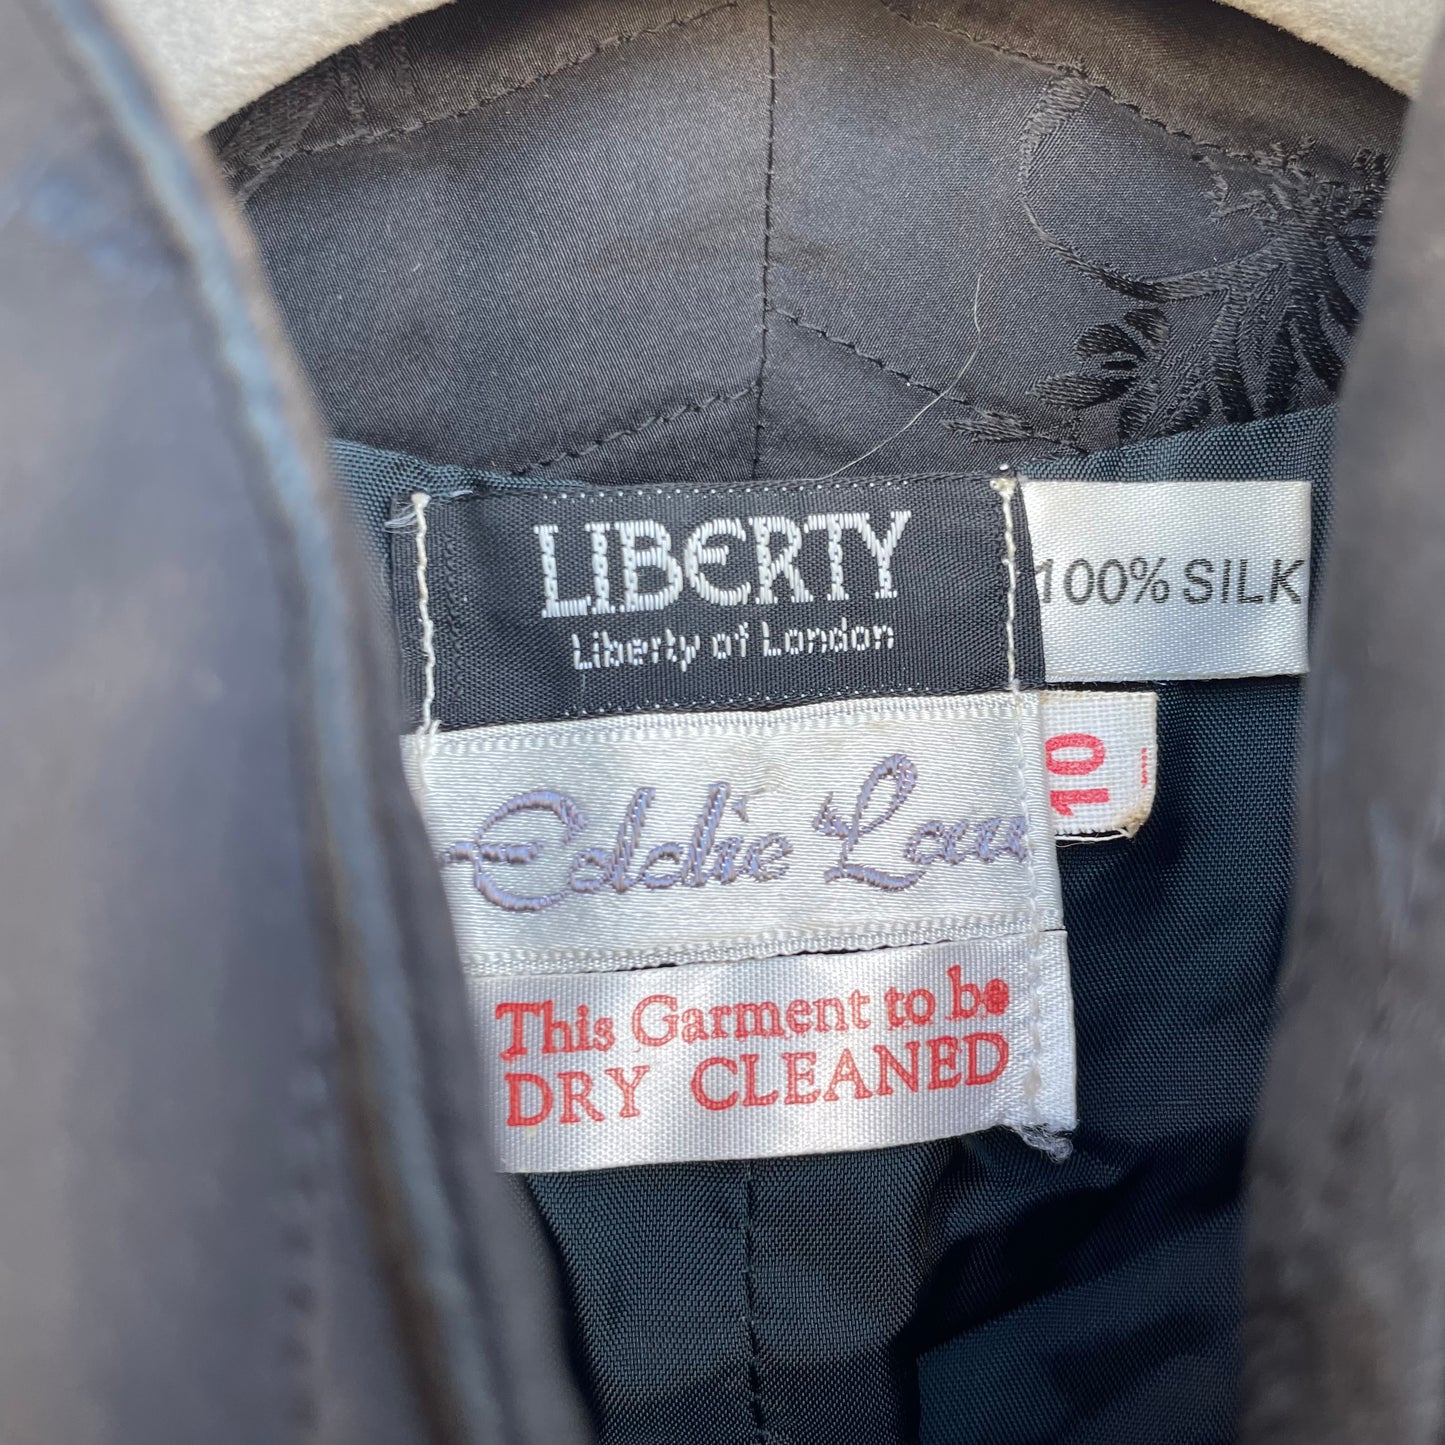 LIBERTY
Liberty of London
100% SILK
10
Eddie Lau
This Garment to be
DRY CLEANED